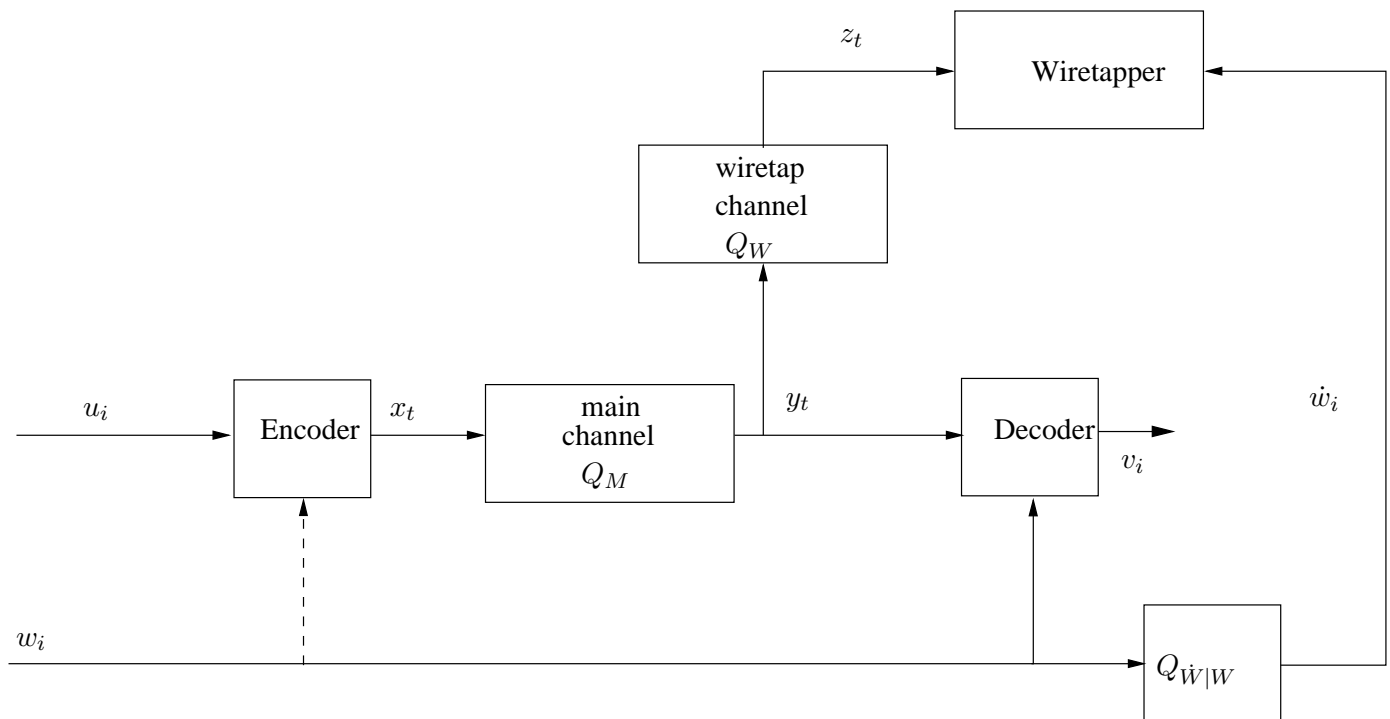 z_t
Wiretapper
wiretap
channel
Q_W
u_i
Encoder
x_t
main
channel
Q_M
y_t
Decoder
v_i
ẇ_i
w_i
Q_{Ẇ|W}